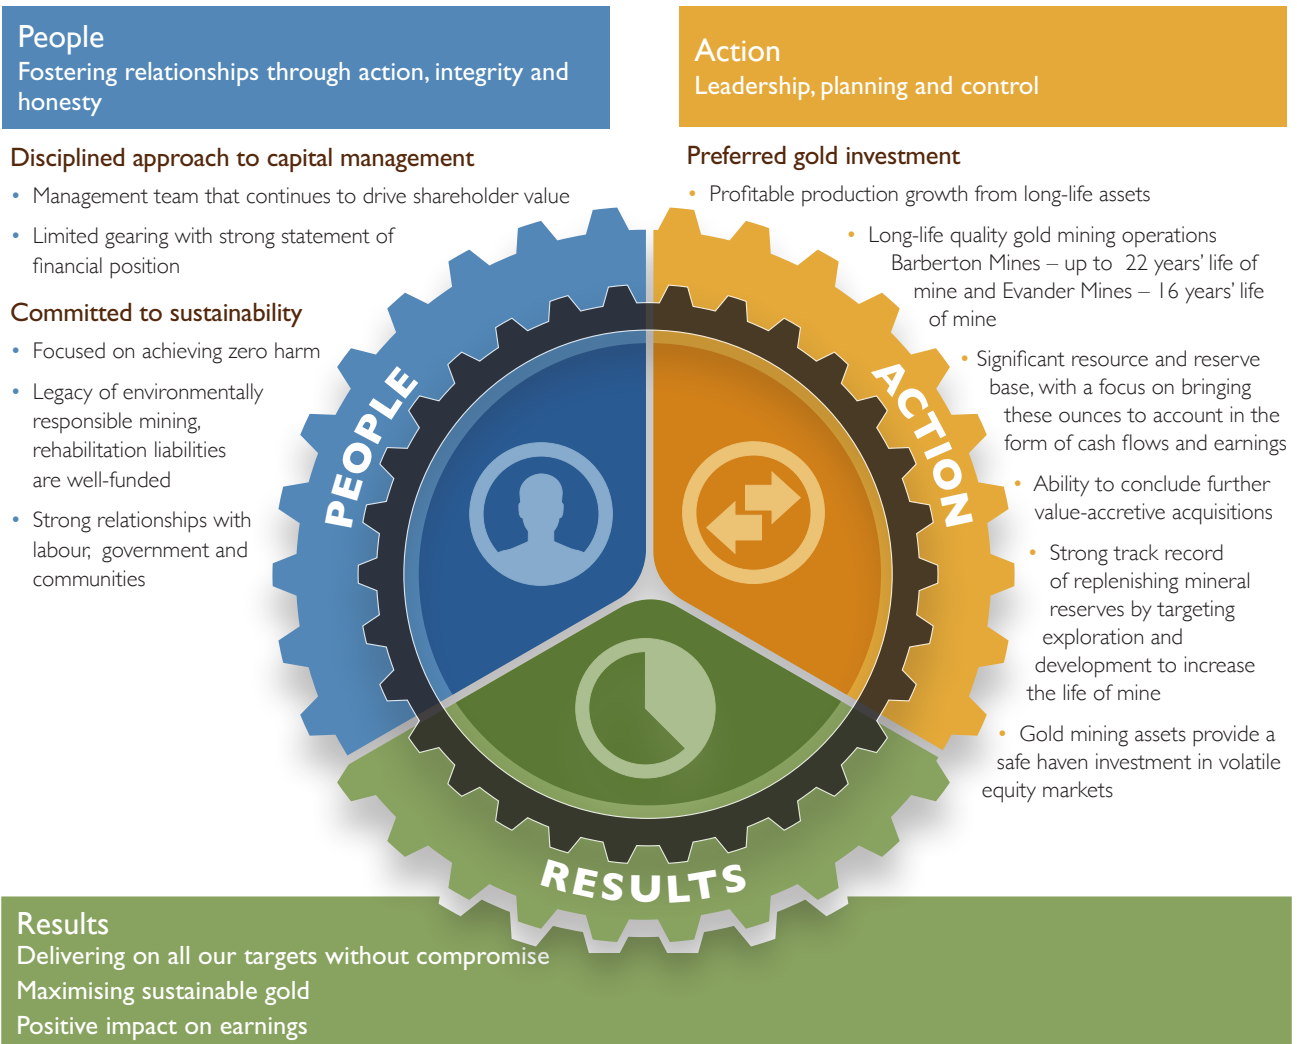 People
Fostering relationships through action, integrity and
honesty
Disciplined approach to capital management
• Management team that continues to drive shareholder value
• Limited gearing with strong statement of
financial position
Committed to sustainability
• Focused on achieving zero harm
• Legacy of environmentally
responsible mining,
rehabilitation liabilities
are well-funded
• Strong relationships with
labour, government and
communities
Action
Leadership, planning and control
Preferred gold investment
• Profitable production growth from long-life assets
• Long-life quality gold mining operations
Barberton Mines – up to 22 years' life of
mine and Evander Mines – 16 years' life
of mine
• Significant resource and reserve
base, with a focus on bringing
these ounces to account in the
form of cash flows and earnings
• Ability to conclude further
value-accretive acquisitions
• Strong track record
of replenishing mineral
reserves by targeting
exploration and
development to increase
the life of mine
• Gold mining assets provide a
safe haven investment in volatile
equity markets
PEOPLE
ACTION
RESULTS
Results
Delivering on all our targets without compromise
Maximising sustainable gold
Positive impact on earnings